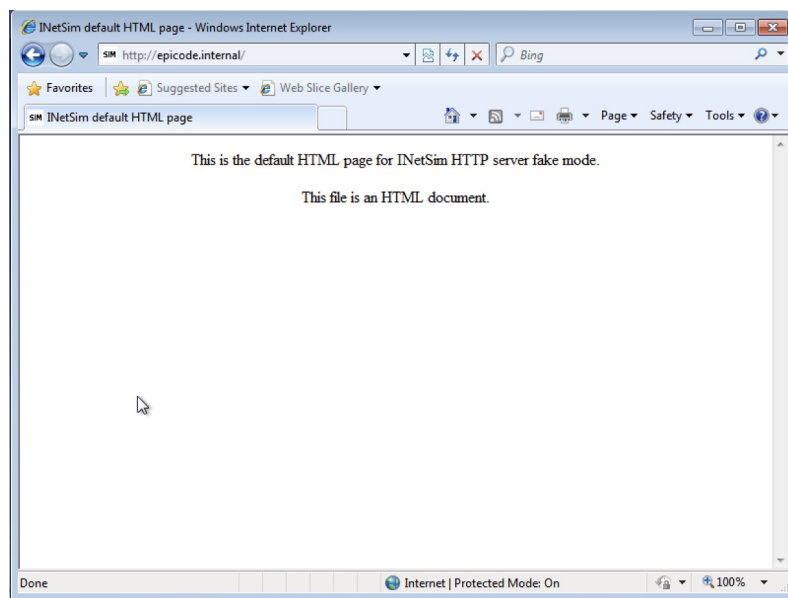 INetSim default HTML page - Windows Internet Explorer
SIM http://epicode.internal/ Bing
Favorites Suggested Sites Web Slice Gallery
SIM INetSim default HTML page Page Safety Tools
This is the default HTML page for INetSim HTTP server fake mode.
This file is an HTML document.
Done Internet | Protected Mode: On 100%